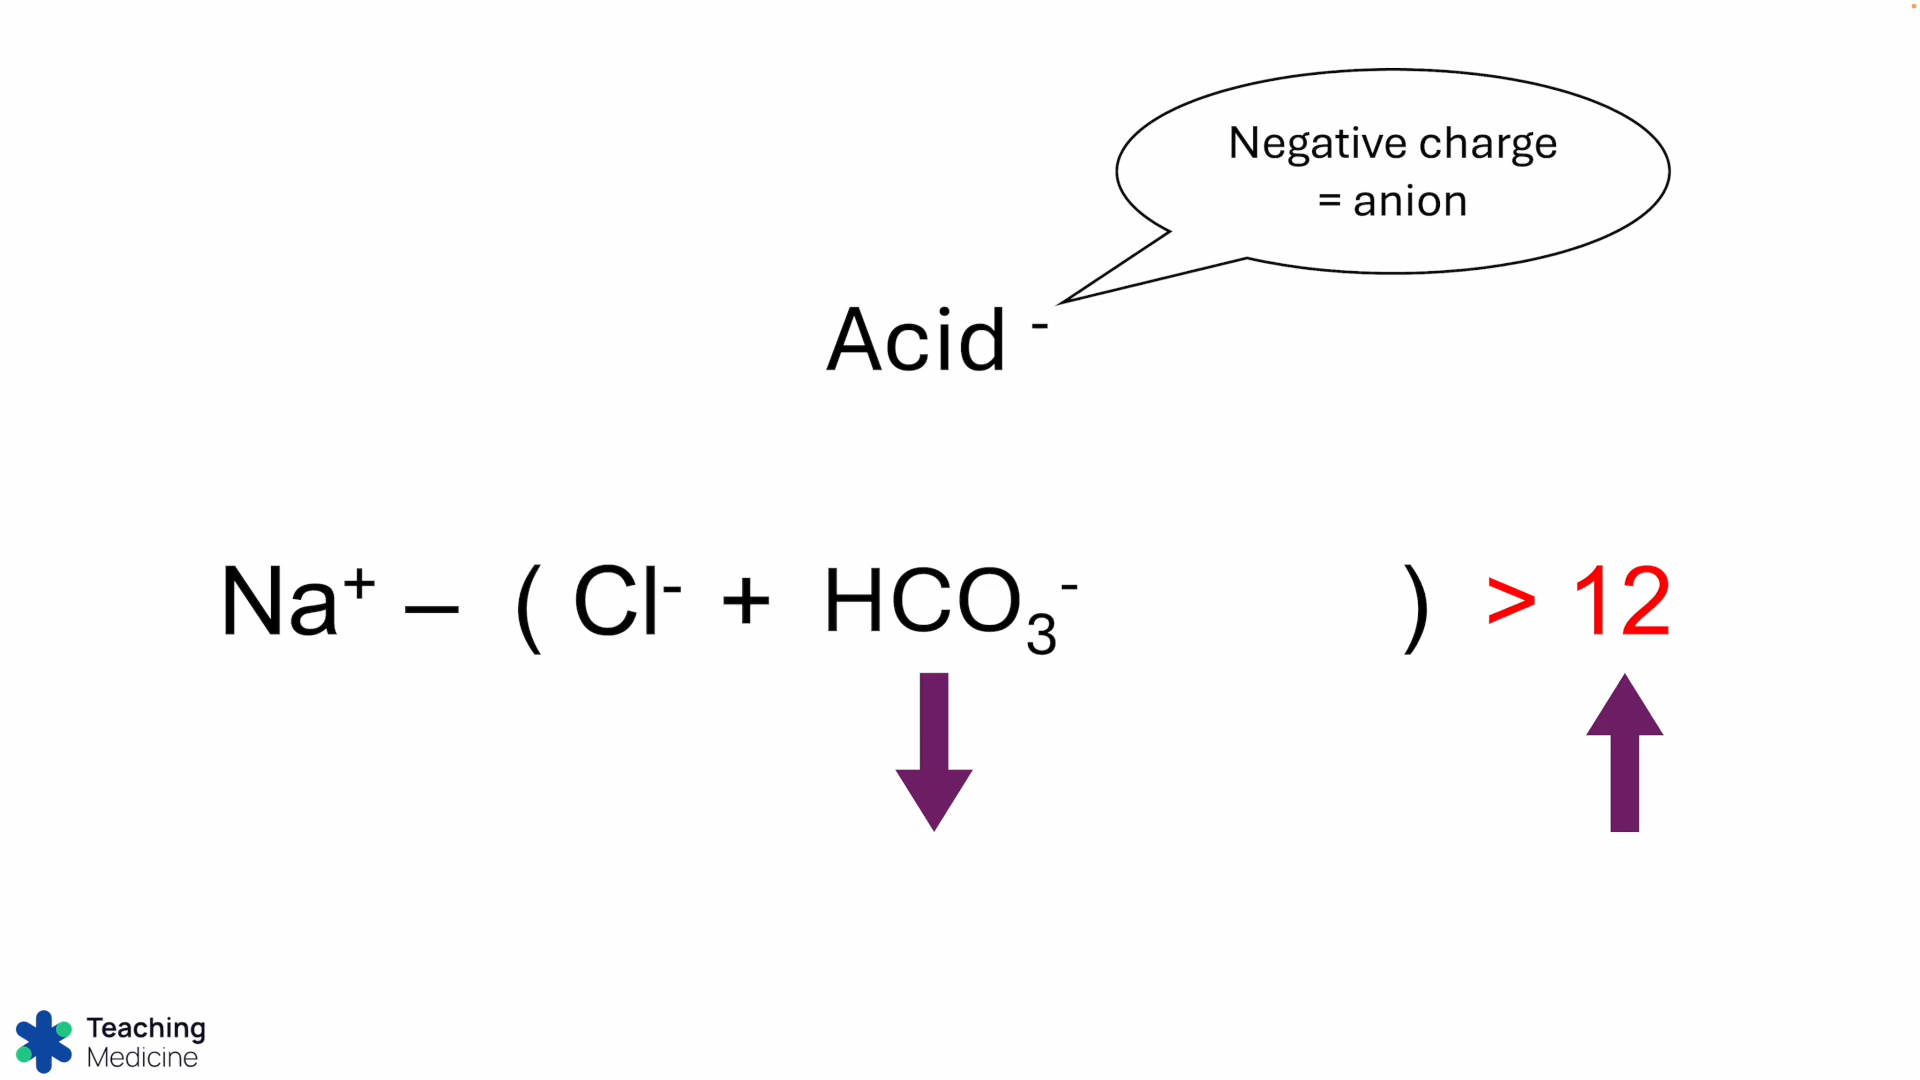 Negative charge
= anion
Acid -
Na⁺ – ( Cl⁻ + HCO₃⁻ ) > 12
Teaching
Medicine